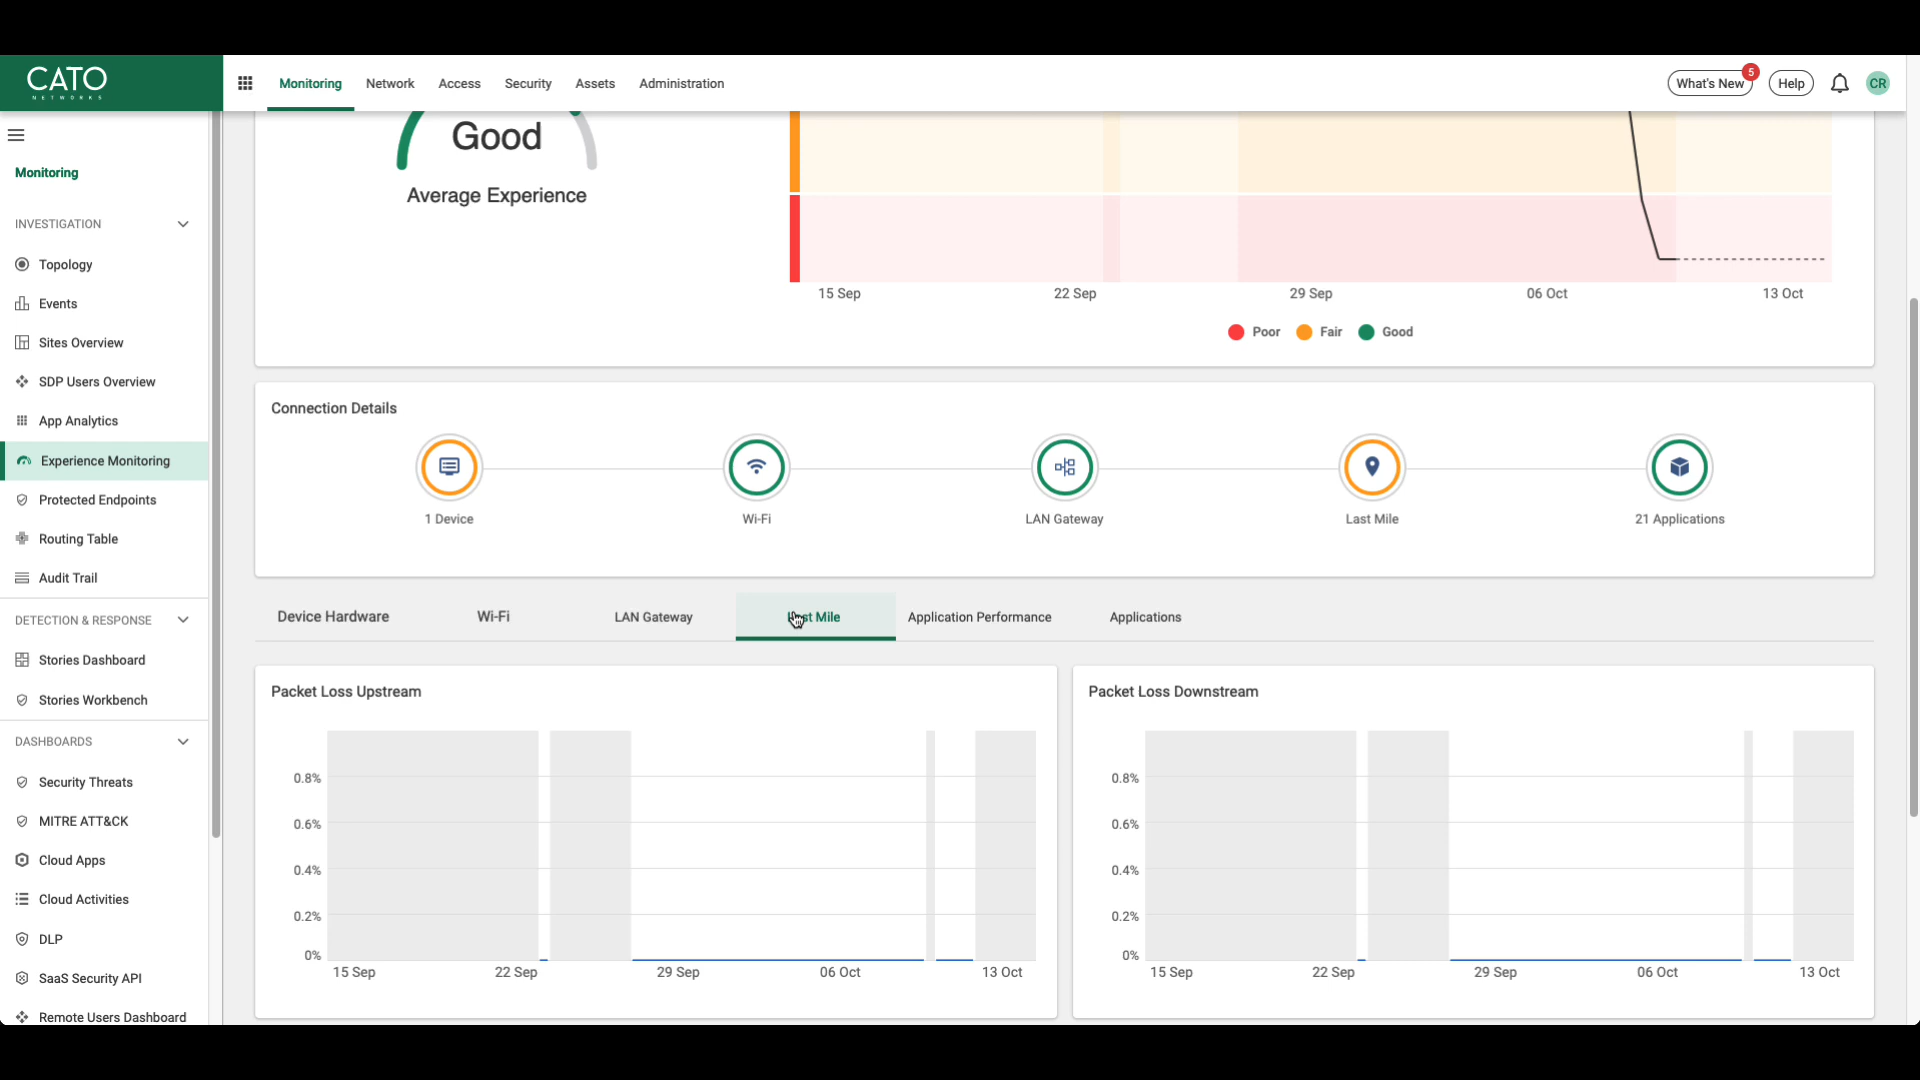 CATO
NETWORKS
Monitoring
Network
Access
Security
Assets
Administration
What's New
5
Help
CR
Monitoring
INVESTIGATION
Topology
Events
Sites Overview
SDP Users Overview
App Analytics
Experience Monitoring
Protected Endpoints
Routing Table
Audit Trail
DETECTION & RESPONSE
Stories Dashboard
Stories Workbench
DASHBOARDS
Security Threats
MITRE ATT&CK
Cloud Apps
Cloud Activities
DLP
SaaS Security API
Remote Users Dashboard
Good
Average Experience
15 Sep
22 Sep
29 Sep
06 Oct
13 Oct
Poor
Fair
Good
Connection Details
1 Device
Wi-Fi
LAN Gateway
Last Mile
21 Applications
Device Hardware
Wi-Fi
LAN Gateway
Mile
Application Performance
Applications
Packet Loss Upstream
0.8%
0.6%
0.4%
0.2%
0%
15 Sep
22 Sep
29 Sep
06 Oct
13 Oct
Packet Loss Downstream
0.8%
0.6%
0.4%
0.2%
0%
15 Sep
22 Sep
29 Sep
06 Oct
13 Oct